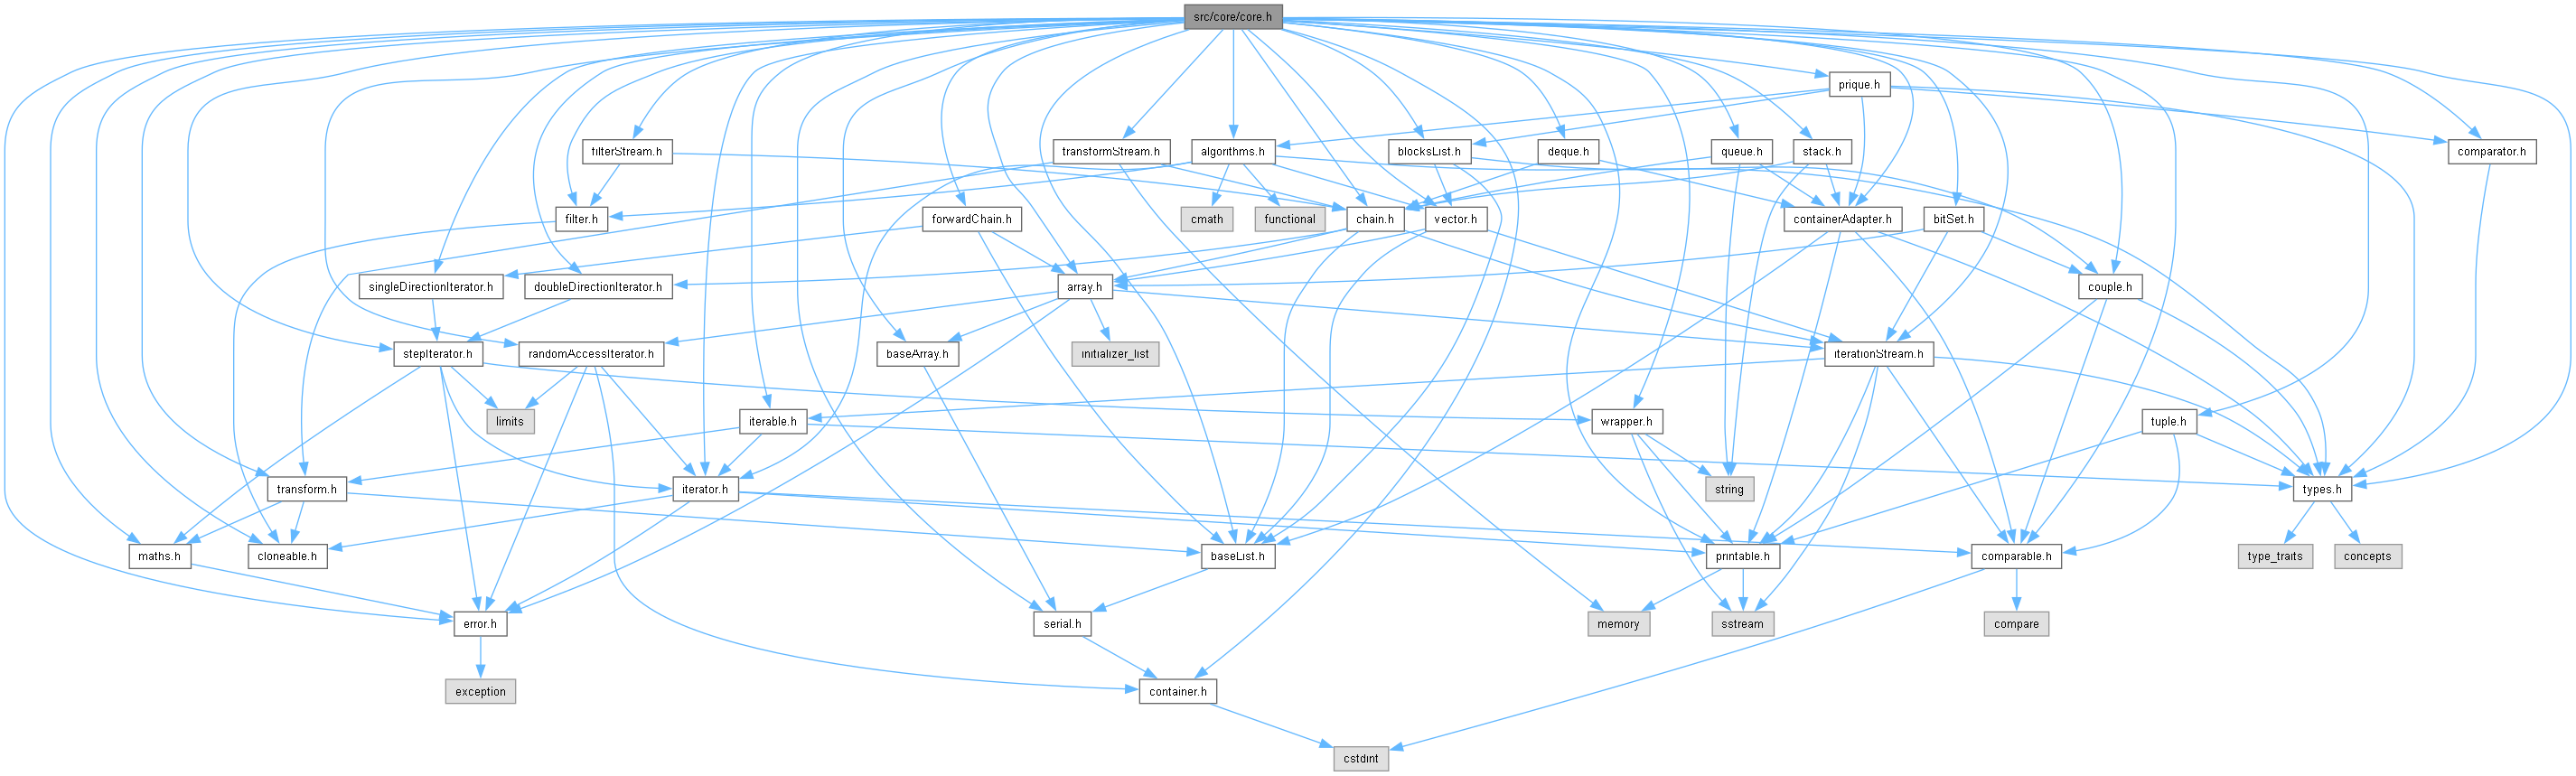 src/core/core.h
prique.h
filterStream.h
transformStream.h
algorithms.h
blocksList.h
deque.h
queue.h
stack.h
comparator.h
filter.h
forwardChain.h
cmath
functional
chain.h
vector.h
containerAdapter.h
bitSet.h
singleDirectionIterator.h
doubleDirectionIterator.h
array.h
couple.h
stepIterator.h
randomAccessIterator.h
baseArray.h
initializer_list
iterationStream.h
limits
iterable.h
wrapper.h
tuple.h
transform.h
iterator.h
string
types.h
maths.h
cloneable.h
baseList.h
printable.h
comparable.h
type_traits
concepts
error.h
serial.h
memory
sstream
compare
exception
container.h
cstdint